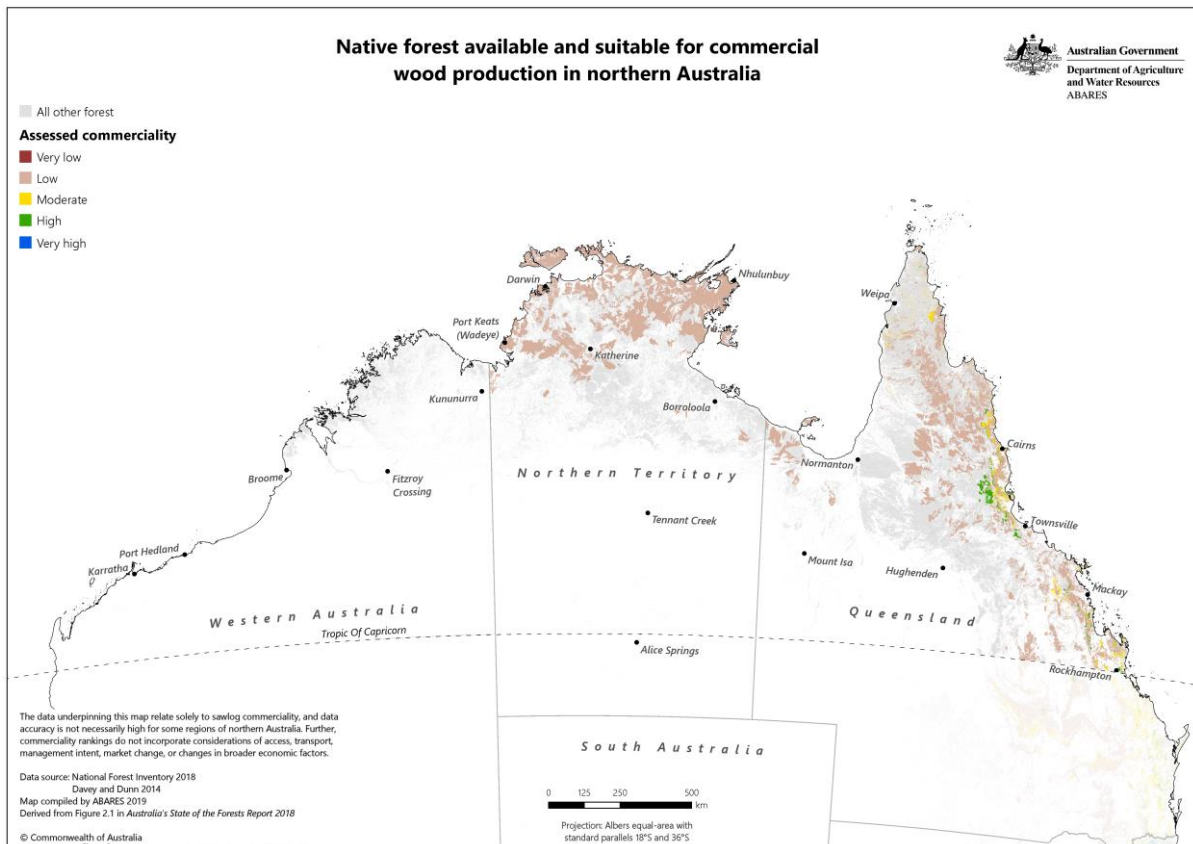 Native forest available and suitable for commercial
wood production in northern Australia
Australian Government
Department of Agriculture
and Water Resources
ABARES
All other forest
Assessed commerciality
Very low
Low
Moderate
High
Very high
Darwin
Nhulunbuy
Weipa
Port Keats
(Wadeye)
Katherine
Kununurra
Borroloola
Cairns
Normanton
Broome
Fitzroy
Crossing
Northern Territory
Tennant Creek
Townsville
Port Hedland
Karratha
Mount Isa
Hughenden
Mackay
Western Australia
Queensland
Tropic Of Capricorn
Alice Springs
Rockhampton
The data underpinning this map relate solely to sawlog commerciality, and data
accuracy is not necessarily high for some regions of northern Australia. Further,
commerciality rankings do not incorporate considerations of access, transport,
management intent, market change, or changes in broader economic factors.
South Australia
Data source: National Forest Inventory 2018
Davey and Dunn 2014
Map compiled by ABARES 2019
Derived from Figure 2.1 in Australia's State of the Forests Report 2018
0 125 250 500
km
Projection: Albers equal-area with
standard parallels 18°S and 36°S
© Commonwealth of Australia